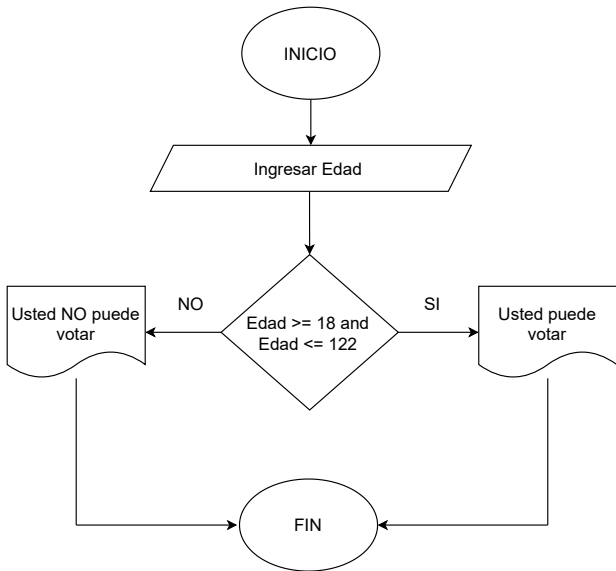 INICIO
Ingresar Edad
NO
SI
Usted NO puede
votar
Edad >= 18 and
Edad <= 122
Usted puede
votar
FIN